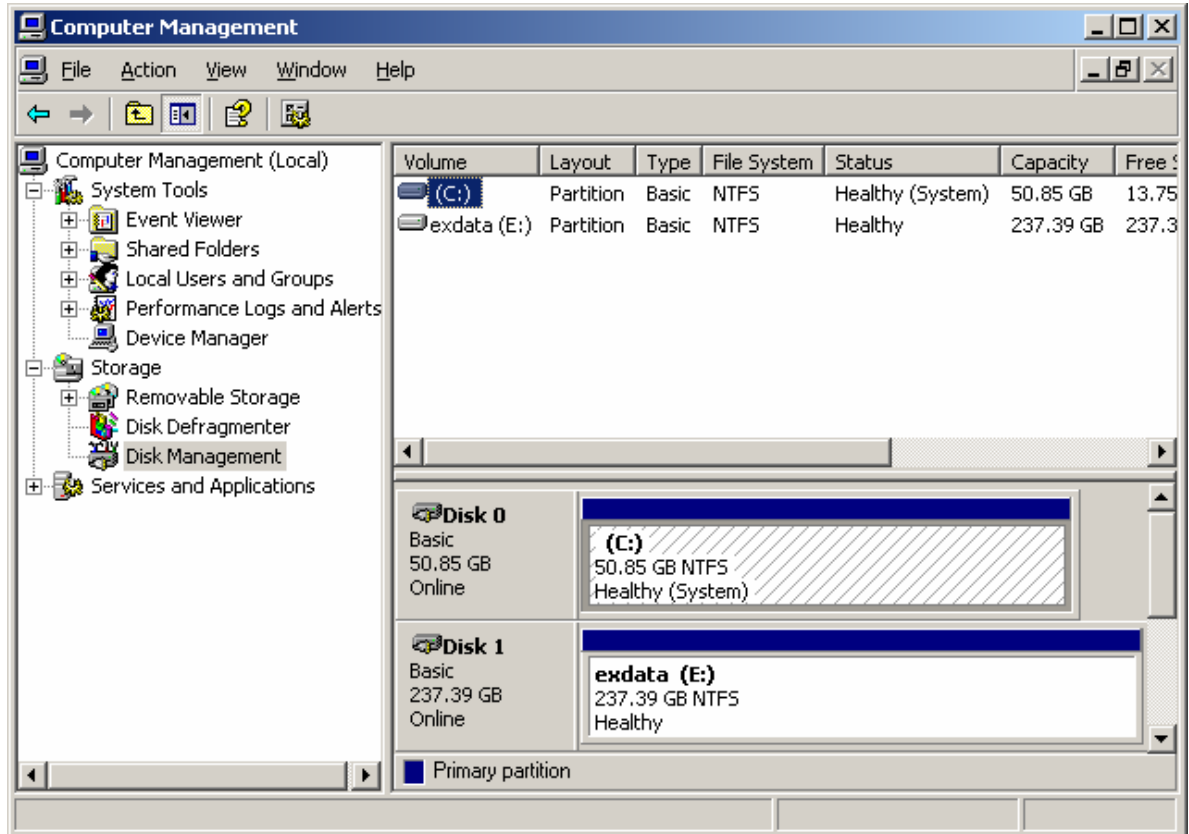 Computer Management
File Action View Window Help
Computer Management (Local)
System Tools
Event Viewer
Shared Folders
Local Users and Groups
Performance Logs and Alerts
Device Manager
Storage
Removable Storage
Disk Defragmenter
Disk Management
Services and Applications
Volume Layout Type File System Status Capacity Free S
(C:) Partition Basic NTFS Healthy (System) 50.85 GB 13.75
exdata (E:) Partition Basic NTFS Healthy 237.39 GB 237.3
Disk 0
Basic
50.85 GB
Online
(C:)
50.85 GB NTFS
Healthy (System)
Disk 1
Basic
237.39 GB
Online
exdata (E:)
237.39 GB NTFS
Healthy
Primary partition